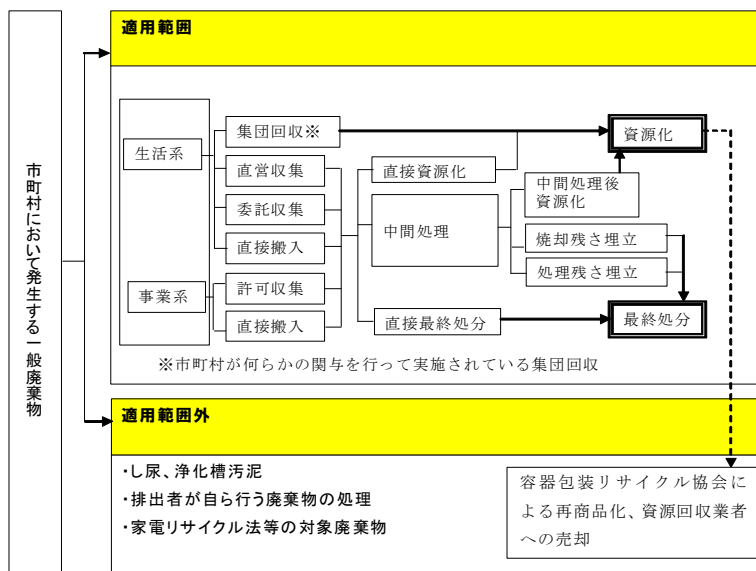 市町村において発生する一般廃棄物
適用範囲
生活系
事業系
集団回収※
直営収集
委託収集
直接搬入
許可収集
直接搬入
直接資源化
中間処理
直接最終処分
中間処理後
資源化
焼却残さ埋立
処理残さ埋立
資源化
最終処分
※市町村が何らかの関与を行って実施されている集団回収
適用範囲外
・し尿、浄化槽汚泥
・排出者が自ら行う廃棄物の処理
・家電リサイクル法等の対象廃棄物
容器包装リサイクル協会に
よる再商品化、資源回収業者
への売却